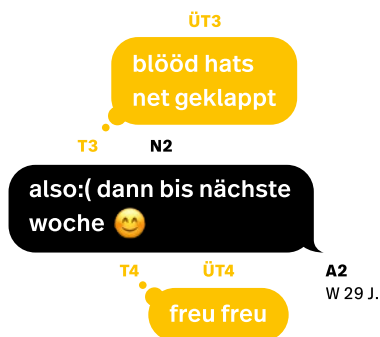 ÜT3
blööd hats
net geklappt
T3 N2
also:( dann bis nächste
woche 😊
T4 ÜT4 A2
W 29 J.
freu freu